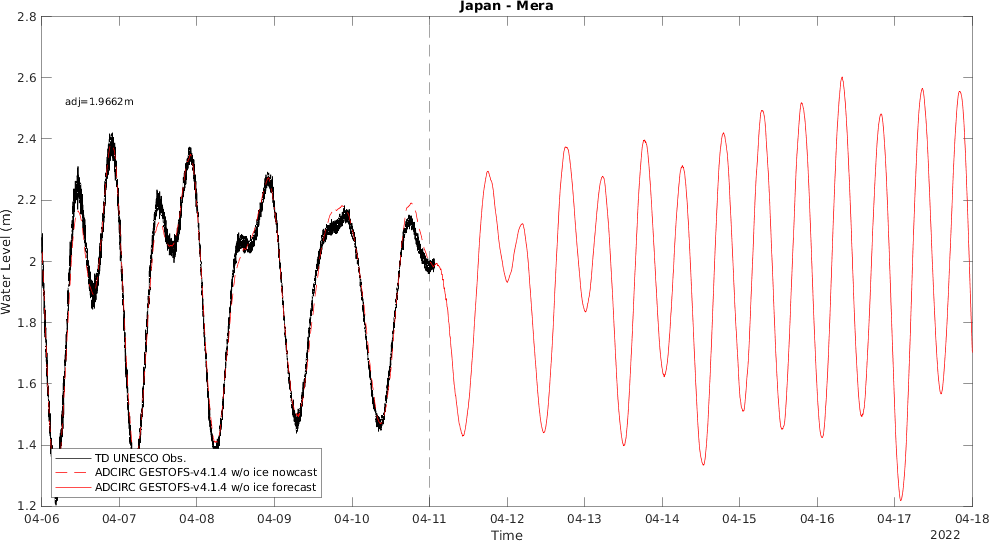 Japan - Mera
2.8
2.6
2.4
2.2
2
1.8
1.6
1.4
1.2
Water Level (m)
adj=1.9662m
TD UNESCO Obs.
ADCIRC GESTOFS-v4.1.4 w/o ice nowcast
ADCIRC GESTOFS-v4.1.4 w/o ice forecast
04-06 04-07 04-08 04-09 04-10 04-11 04-12 04-13 04-14 04-15 04-16 04-17 04-18
Time
2022